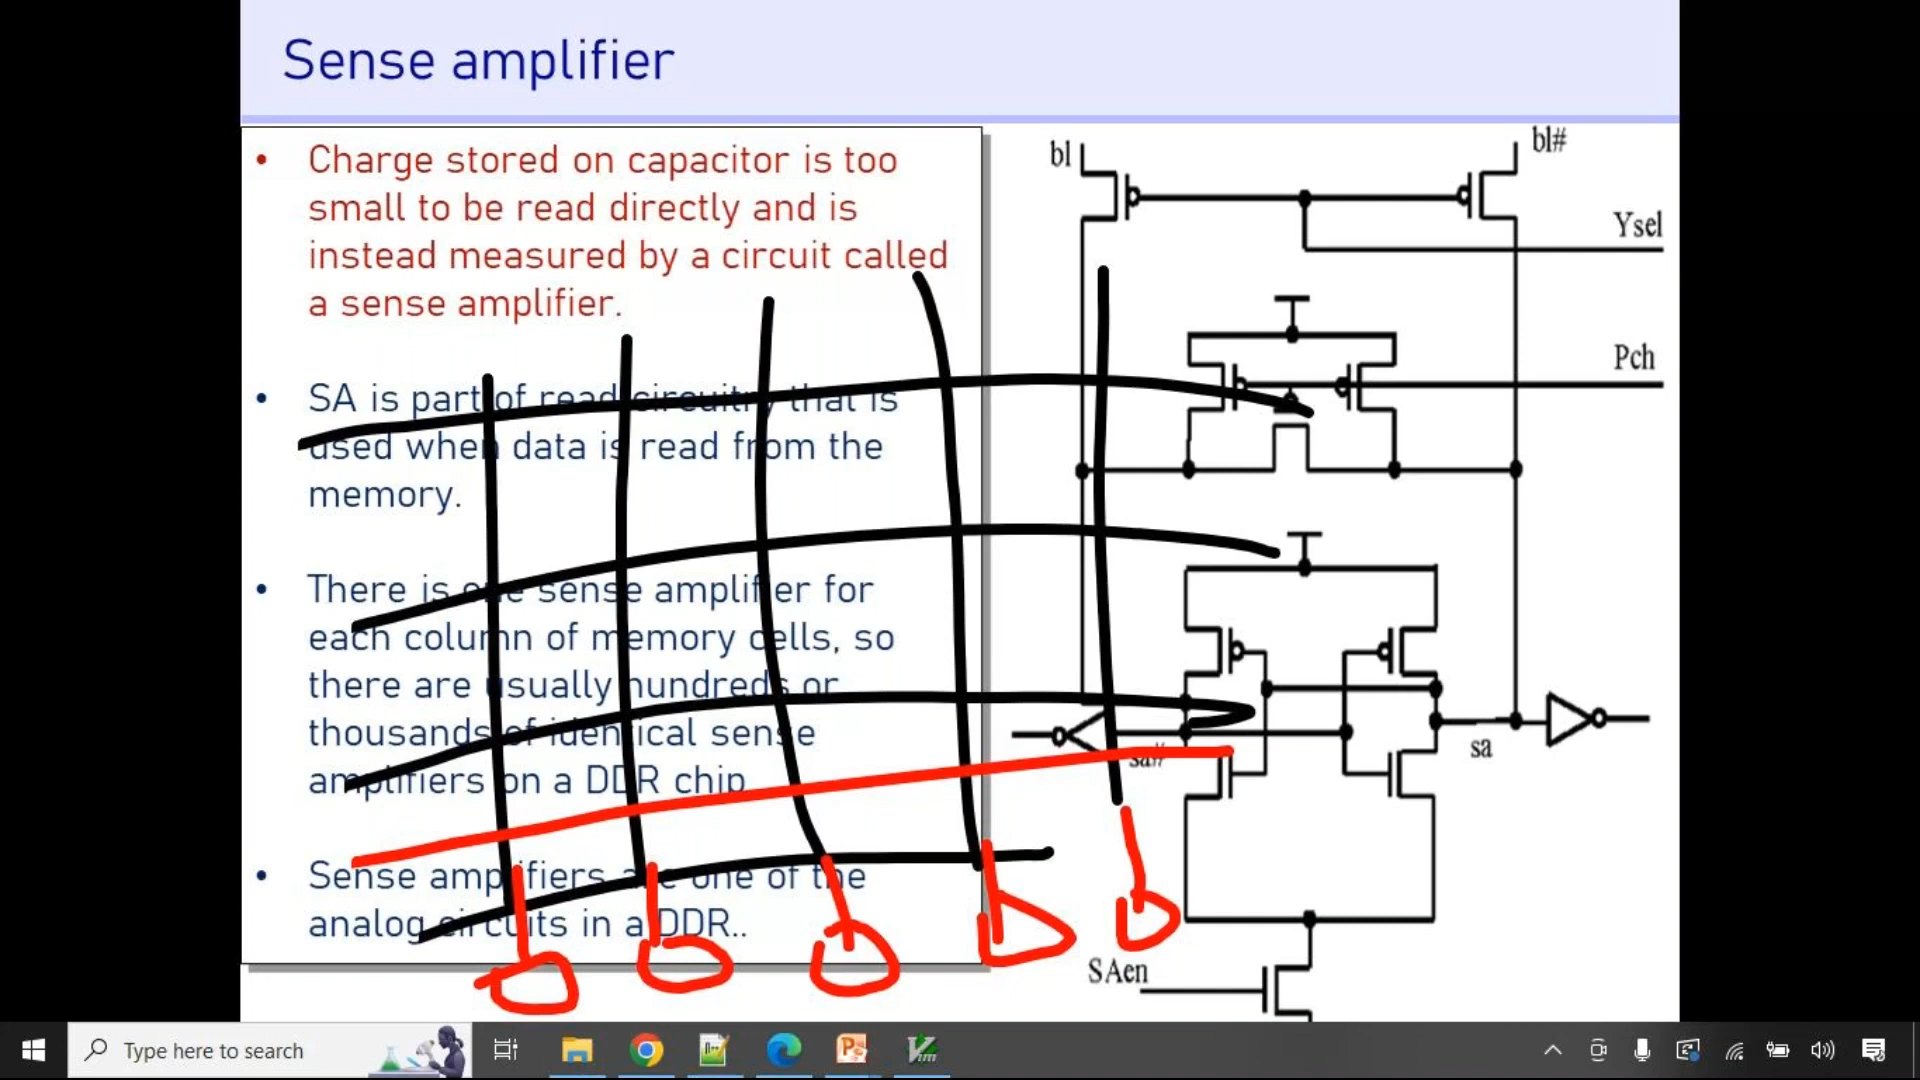 Sense amplifier
• Charge stored on capacitor is too
small to be read directly and is
instead measured by a circuit called
a sense amplifier.
• SA is part of read circuitry that is
used when data is read from the
memory.
• There is one sense amplifier for
each column of memory cells, so
there are usually hundreds or
thousands of identical sense
amplifiers on a DDR chip
• Sense amplifiers are one of the
analog circuits in a DDR..
bl
bl#
Ysel
Pch
sa#
sa
SAen
Type here to search